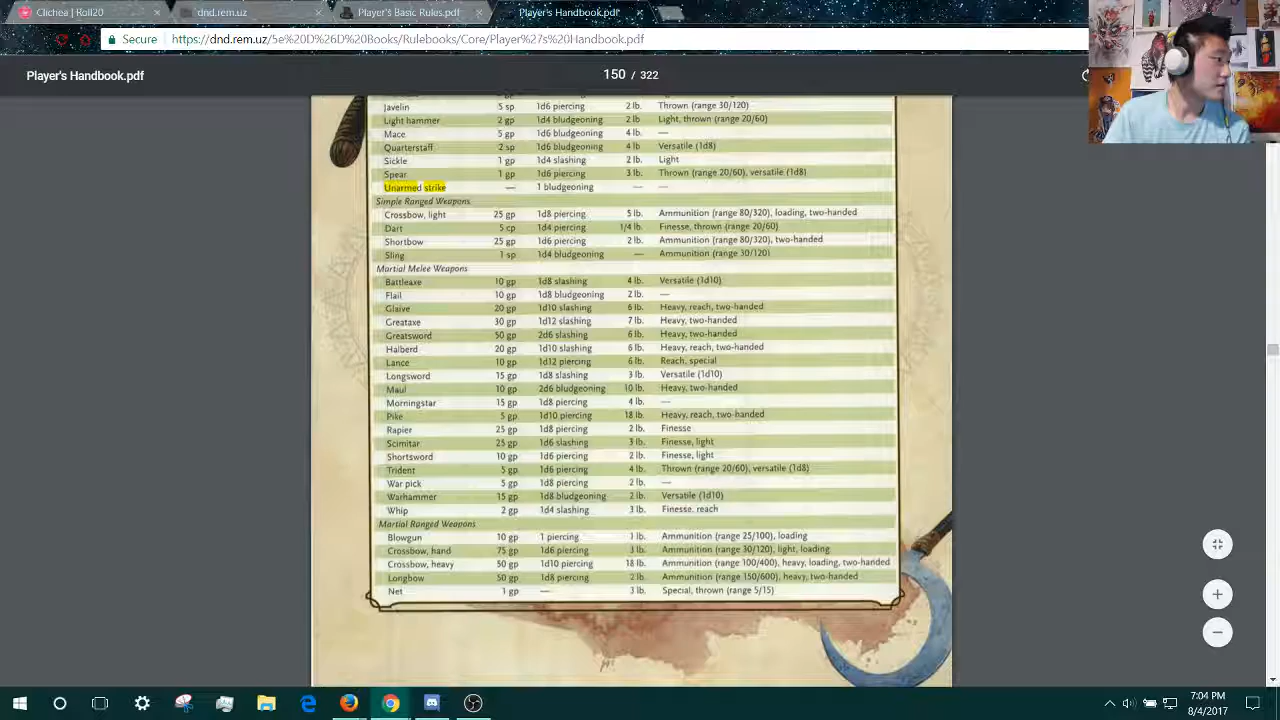 Clichea | Roll20
dnd.rem.uz
Player's Basic Rules.pdf
Player's Handbook.pdf
Secure https://dnd.rem.uz/5e%20D%26D%20Books/Rulebooks/Core/Player%27s%20Handbook.pdf
Player's Handbook.pdf 150 / 322
Javelin 5 sp 1d6 piercing 2 lb. Thrown (range 30/120)
Light hammer 2 gp 1d4 bludgeoning 2 lb Light, thrown (range 20/60)
Mace 5 gp 1d6 bludgeoning 4 lb. —
Quarterstaff 2 sp 1d6 bludgeoning 4 lb Versatile (1d8)
Sickle 1 gp 1d4 slashing 2 lb. Light
Spear 1 gp 1d6 piercing 3 lb. Thrown (range 20/60), versatile (1d8)
Unarmed strike — 1 bludgeoning — —
Simple Ranged Weapons
Crossbow, light 25 gp 1d8 piercing 5 lb. Ammunition (range 80/320), loading, two-handed
Dart 5 cp 1d4 piercing 1/4 lb. Finesse, thrown (range 20/60)
Shortbow 25 gp 1d6 piercing 2 lb. Ammunition (range 80/320), two-handed
Sling 1 sp 1d4 bludgeoning — Ammunition (range 30/120)
Martial Melee Weapons
Battleaxe 10 gp 1d8 slashing 4 lb. Versatile (1d10)
Flail 10 gp 1d8 bludgeoning 2 lb. —
Glaive 20 gp 1d10 slashing 6 lb. Heavy, reach, two-handed
Greataxe 30 gp 1d12 slashing 7 lb. Heavy, two-handed
Greatsword 50 gp 2d6 slashing 6 lb. Heavy, two-handed
Halberd 20 gp 1d10 slashing 6 lb. Heavy, reach, two-handed
Lance 10 gp 1d12 piercing 6 lb. Reach, special
Longsword 15 gp 1d8 slashing 3 lb. Versatile (1d10)
Maul 10 gp 2d6 bludgeoning 10 lb. Heavy, two-handed
Morningstar 15 gp 1d8 piercing 4 lb. —
Pike 5 gp 1d10 piercing 18 lb. Heavy, reach, two-handed
Rapier 25 gp 1d8 piercing 2 lb. Finesse
Scimitar 25 gp 1d6 slashing 3 lb. Finesse, light
Shortsword 10 gp 1d6 piercing 2 lb. Finesse, light
Trident 5 gp 1d6 piercing 4 lb. Thrown (range 20/60), versatile (1d8)
War pick 5 gp 1d8 piercing 2 lb. —
Warhammer 15 gp 1d8 bludgeoning 2 lb. Versatile (1d10)
Whip 2 gp 1d4 slashing 3 lb. Finesse, reach
Martial Ranged Weapons
Blowgun 10 gp 1 piercing 1 lb. Ammunition (range 25/100), loading
Crossbow, hand 75 gp 1d6 piercing 3 lb. Ammunition (range 30/120), light, loading
Crossbow, heavy 50 gp 1d10 piercing 18 lb. Ammunition (range 100/400), heavy, loading, two-handed
Longbow 50 gp 1d8 piercing 2 lb. Ammunition (range 150/600), heavy, two-handed
Net 1 gp — 3 lb. Special, thrown (range 5/15)
7:04 PM
8/4/2017